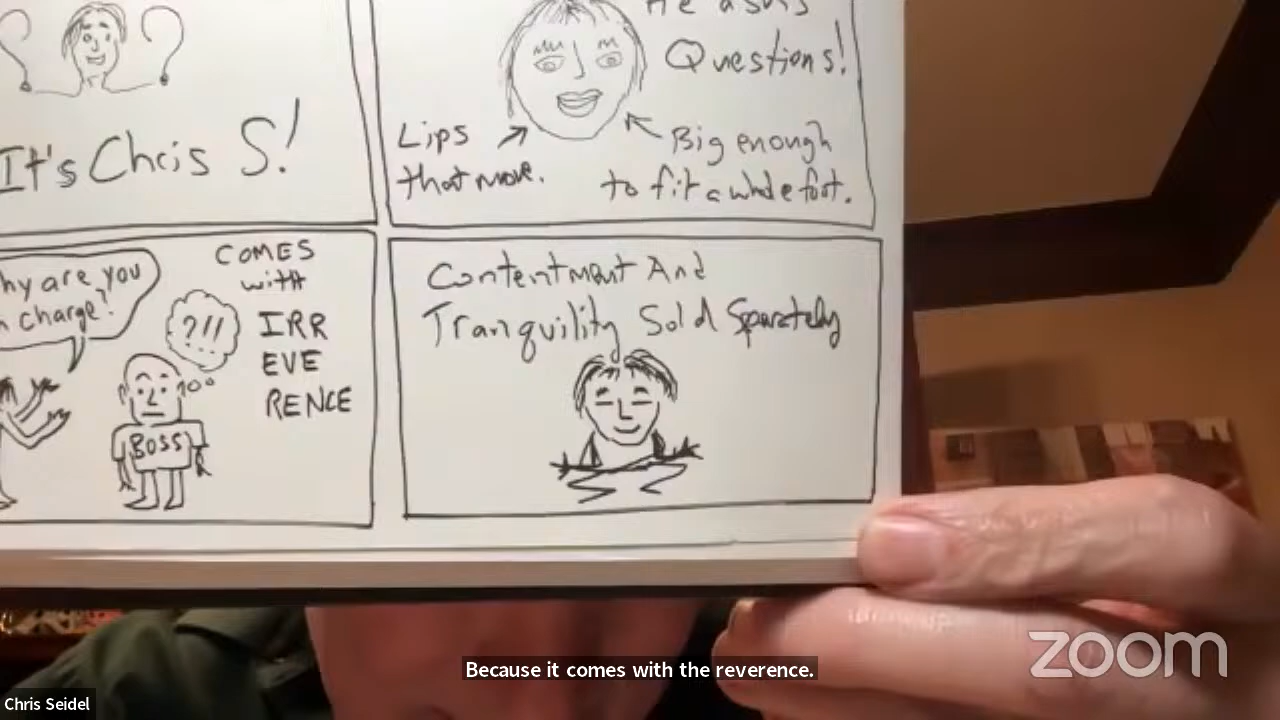 It's Chris S!
He asks
Questions!
Lips
that move.
Big enough
to fit a whole foot.
hy are you
n charge?
?!!
BOSS
COMES
with
IRR
EVE
RENCE
Contentment And
Tranquility Sold Sparately
Because it comes with the reverence.
Chris Seidel
zoom